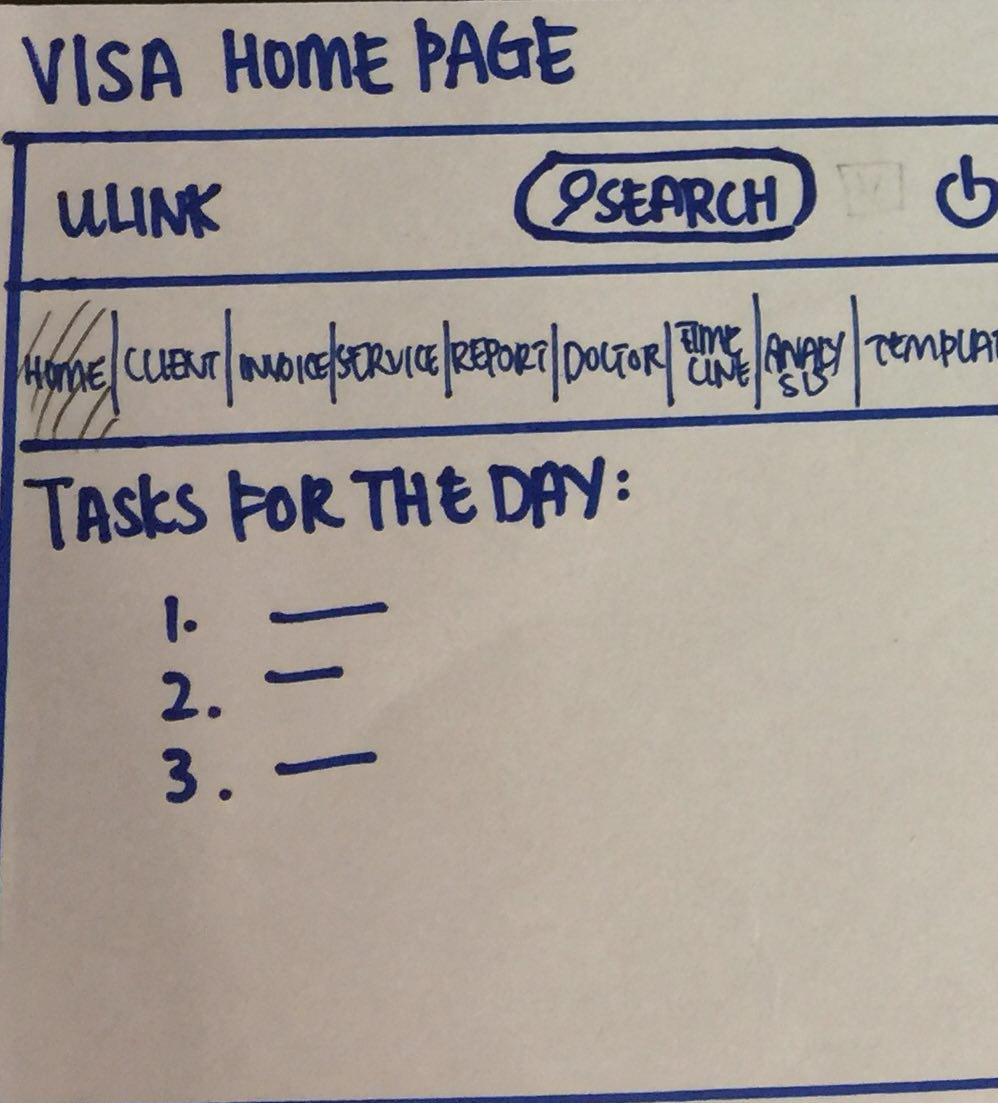 VISA HOME PAGE
ULINK SEARCH
HOME CLIENT INVOICE SERVICE REPORT DOCTOR TIME LINE ANALYSIS TEMPLAT
TASKS FOR THE DAY:
1.
2.
3.